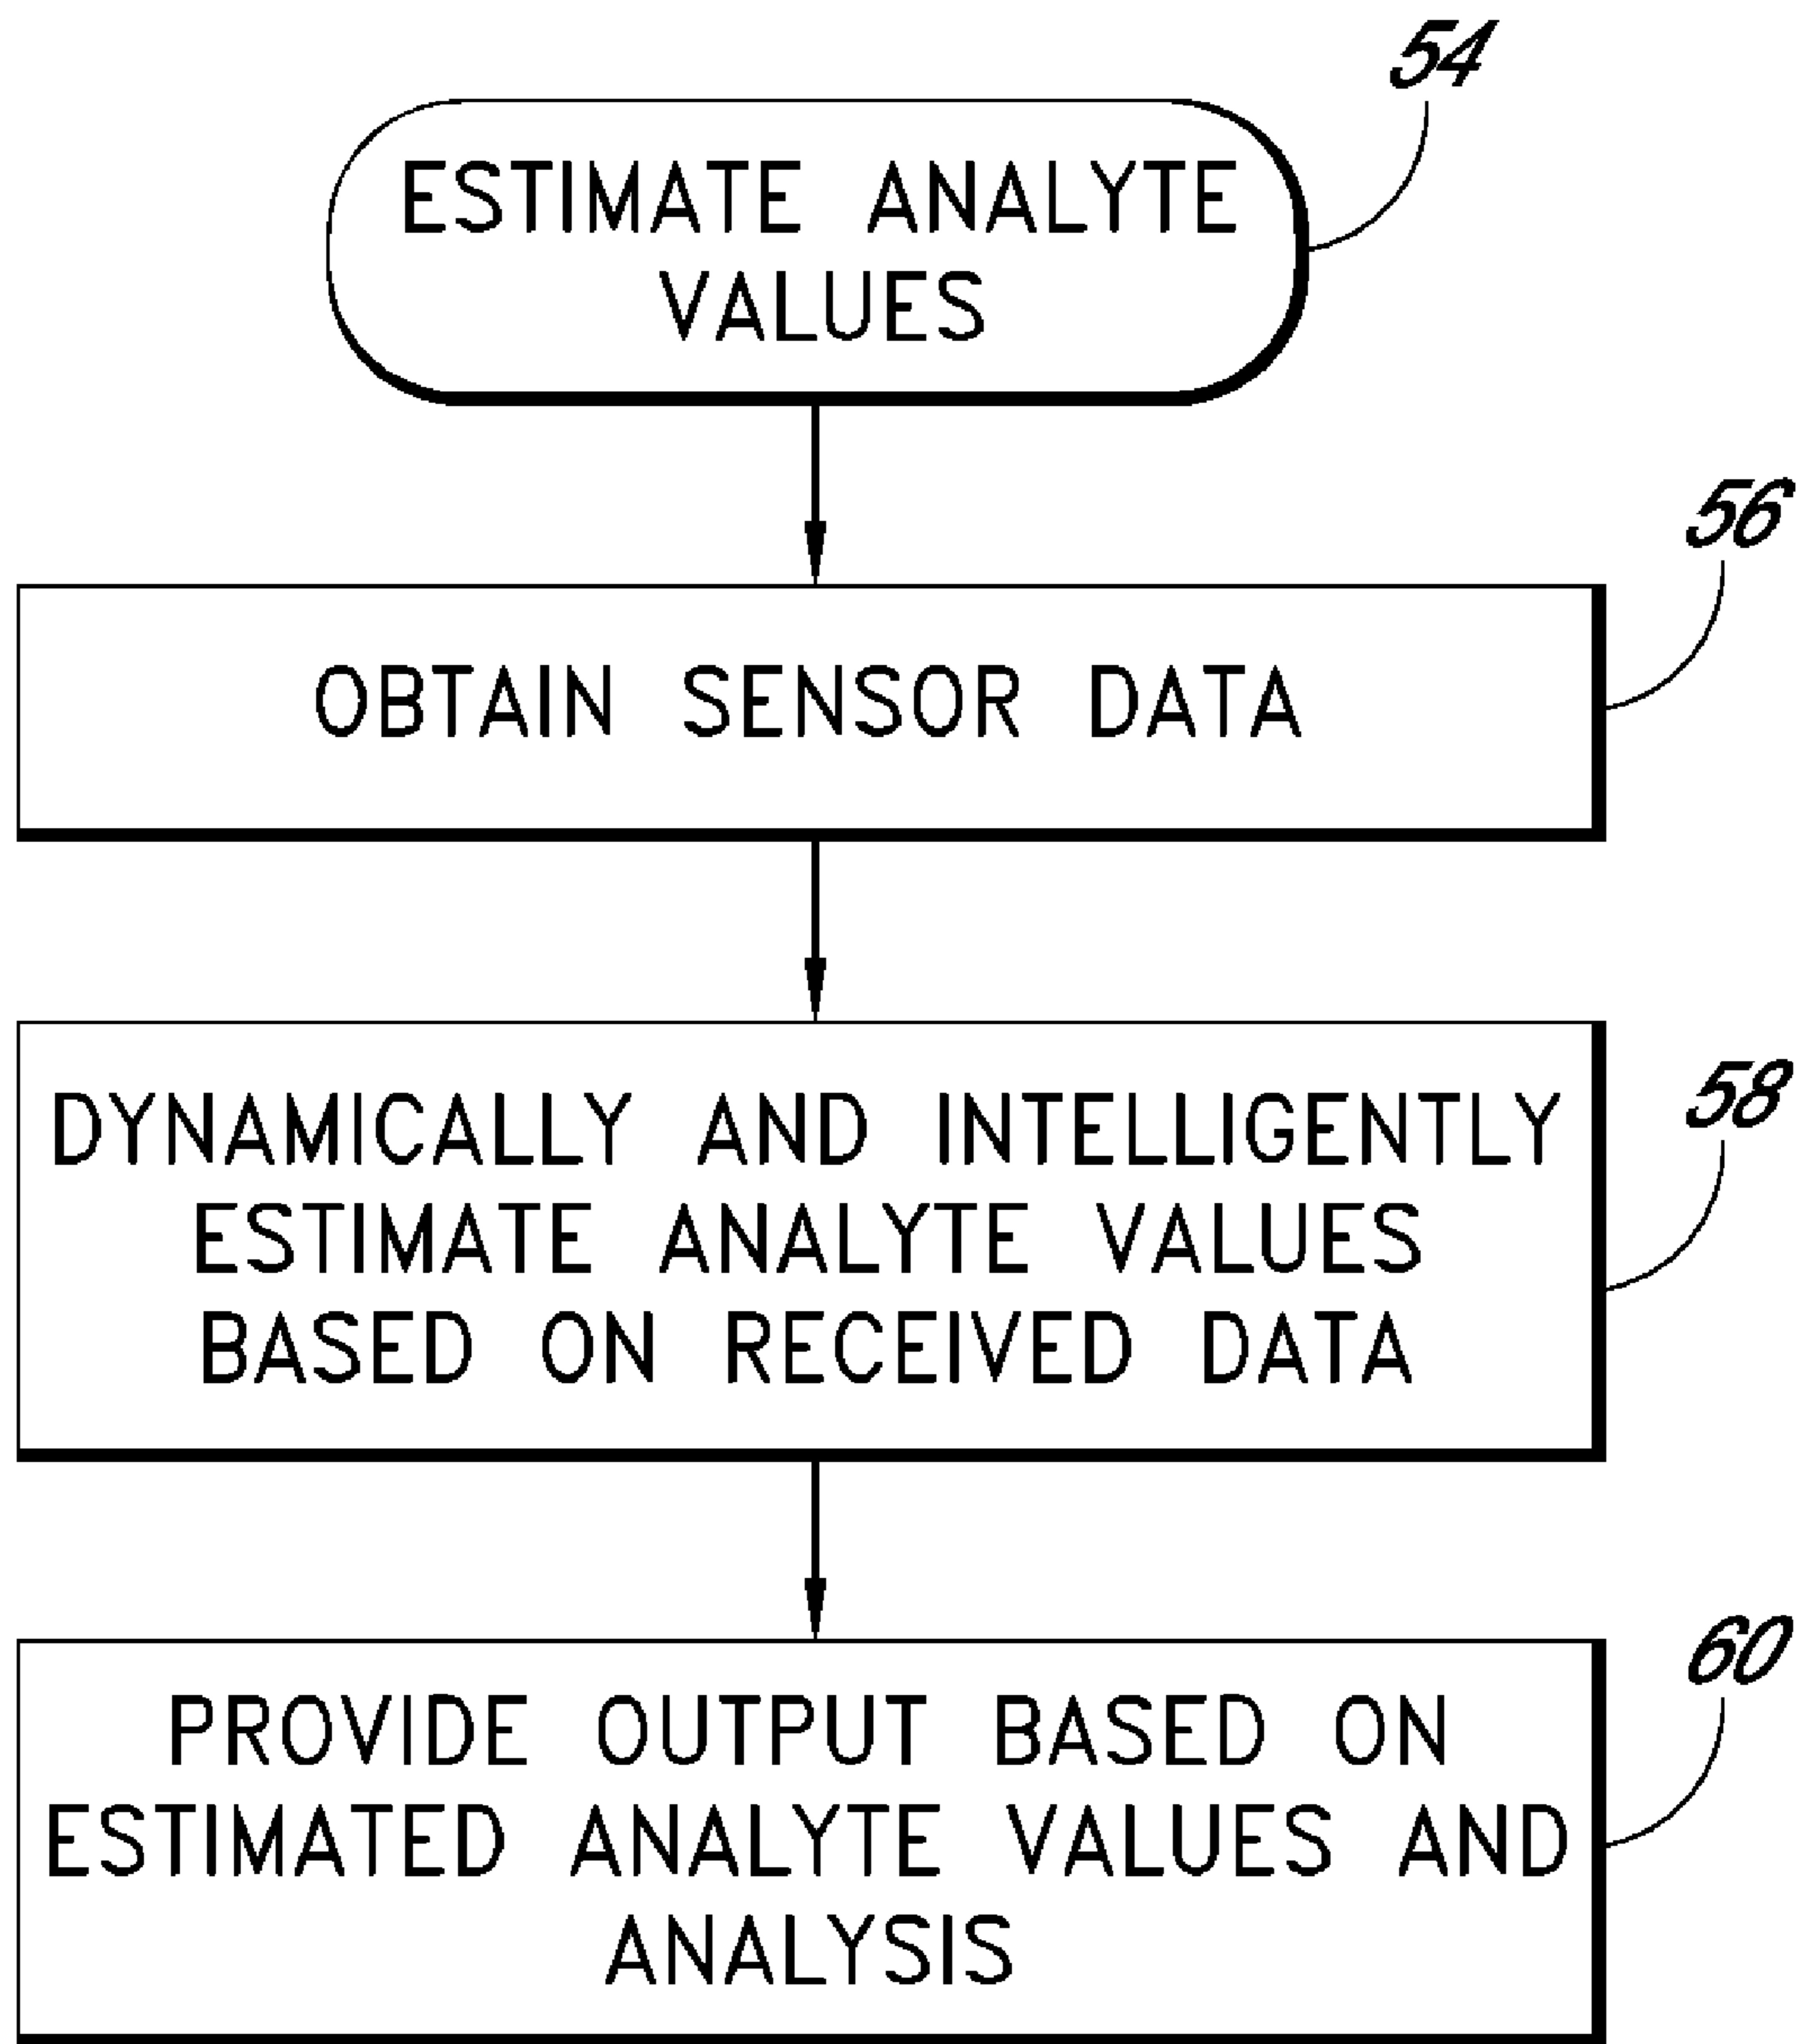 54
ESTIMATE ANALYTE
VALUES
56
OBTAIN SENSOR DATA
58
DYNAMICALLY AND INTELLIGENTLY
ESTIMATE ANALYTE VALUES
BASED ON RECEIVED DATA
60
PROVIDE OUTPUT BASED ON
ESTIMATED ANALYTE VALUES AND
ANALYSIS